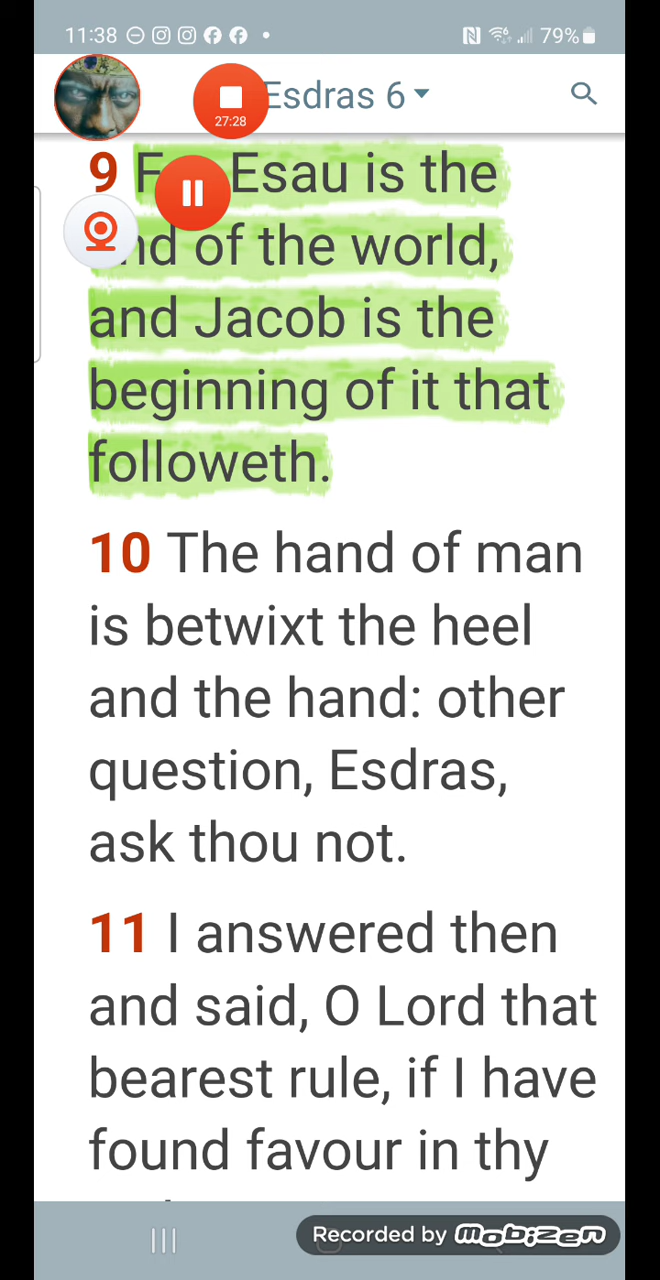 11:38 79%
Esdras 6
27:28
9 F Esau is the
nd of the world,
and Jacob is the
beginning of it that
followeth.
10 The hand of man
is betwixt the heel
and the hand: other
question, Esdras,
ask thou not.
11 I answered then
and said, O Lord that
bearest rule, if I have
found favour in thy
Recorded by mobizen